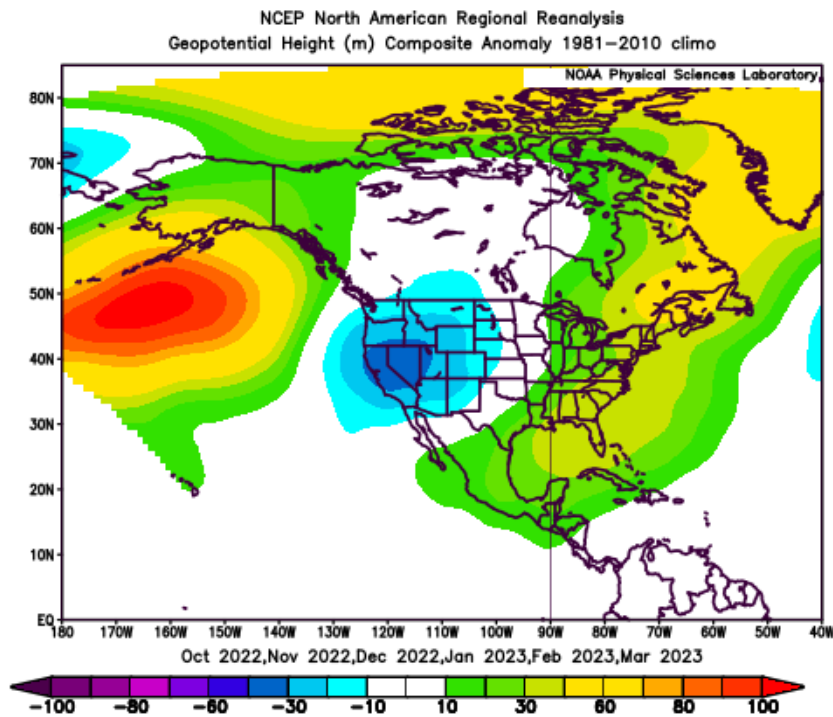 NCEP North American Regional Reanalysis
Geopotential Height (m) Composite Anomaly 1981-2010 climo
NOAA Physical Sciences Laboratory
80N
70N
60N
50N
40N
30N
20N
10N
EQ
180 170W 160W 150W 140W 130W 120W 110W 100W 90W 80W 70W 60W 50W 40W
Oct 2022,Nov 2022,Dec 2022,Jan 2023,Feb 2023,Mar 2023
-100 -80 -60 -30 -10 10 30 60 80 100